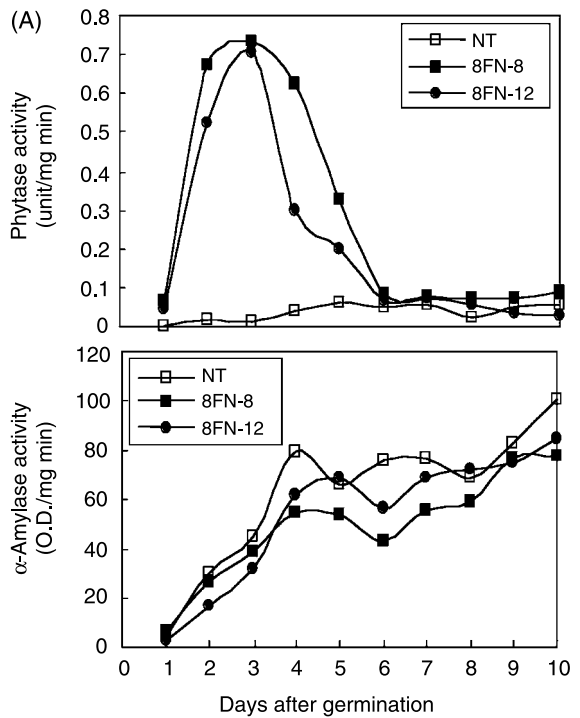 (A)
Phytase activity
(unit/mg min)
0.8
0.7
0.6
0.5
0.4
0.3
0.2
0.1
0
NT
8FN-8
8FN-12
α-Amylase activity
(O.D./mg min)
120
100
80
60
40
20
0
NT
8FN-8
8FN-12
0 1 2 3 4 5 6 7 8 9 10
Days after germination